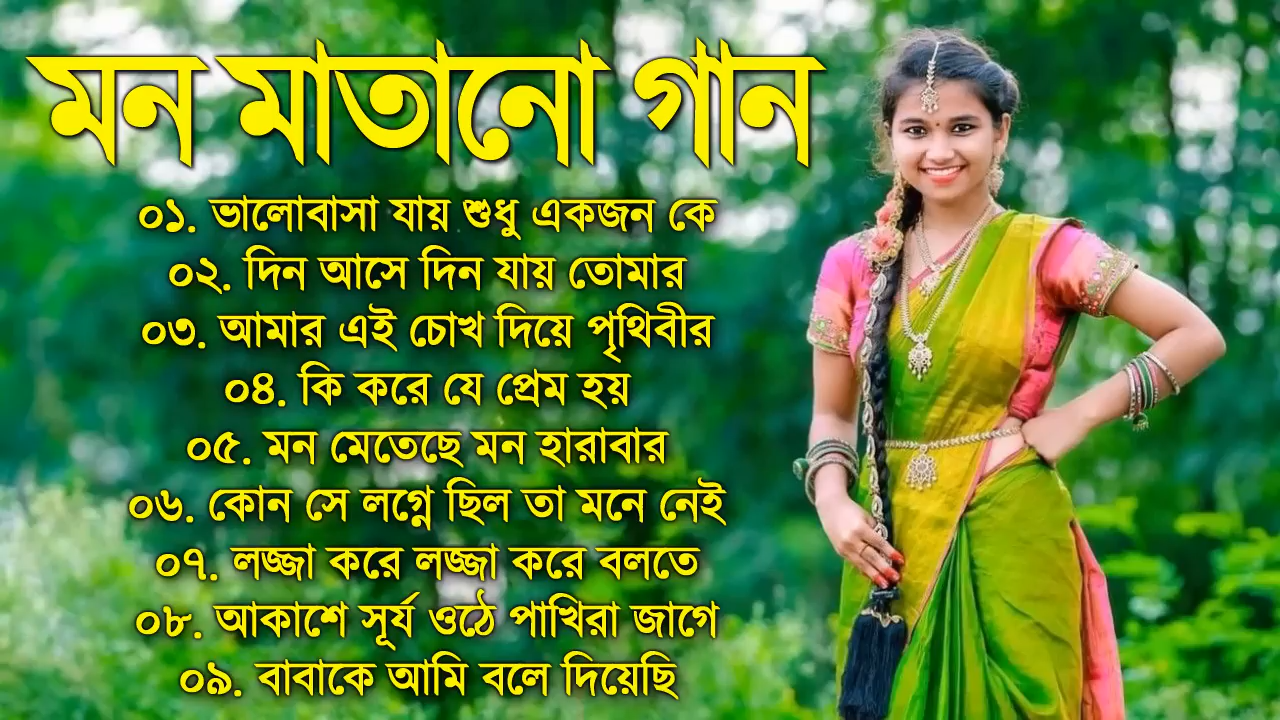 মন মাতানো গান
০১. ভালোবাসা যায় শুধু একজন কে
০২. দিন আসে দিন যায় তোমার
০৩. আমার এই চোখ দিয়ে পৃথিবীর
০৪. কি করে যে প্রেম হয়
০৫. মন মেতেছে মন হারাবার
০৬. কোন সে লগ্নে ছিল তা মনে নেই
০৭. লজ্জা করে লজ্জা করে বলতে
০৮. আকাশে সূর্য ওঠে পাখিরা জাগে
০৯. বাবাকে আমি বলে দিয়েছি